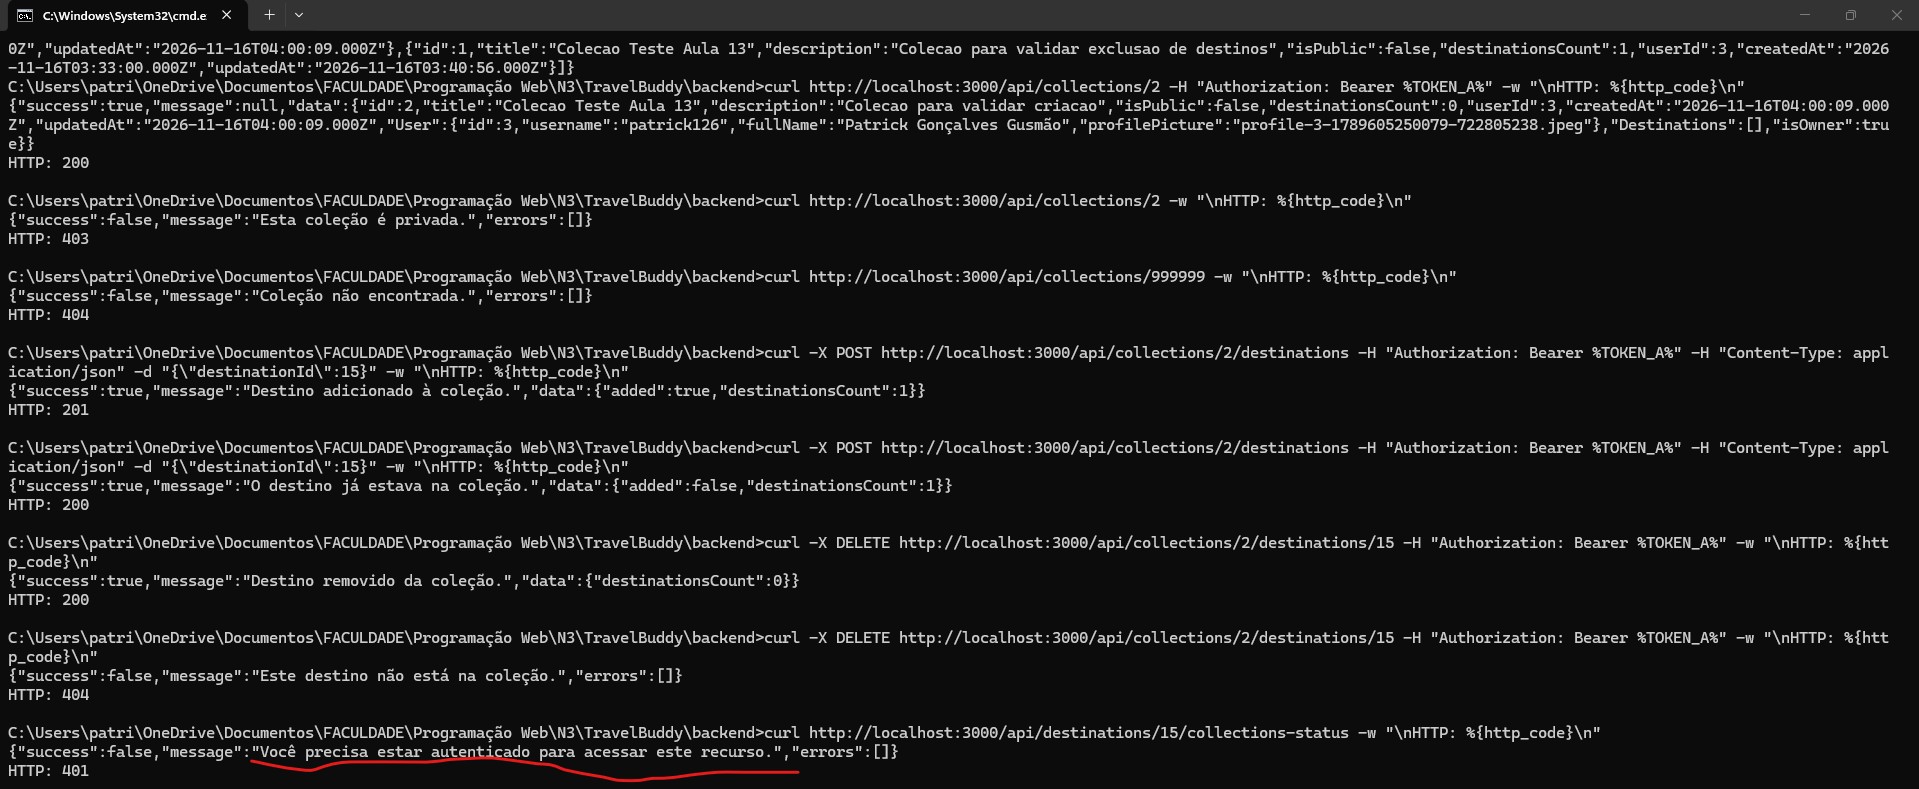 C:\Windows\System32\cmd.e
0Z","updatedAt":"2026-11-16T04:00:09.000Z"},{"id":1,"title":"Colecao Teste Aula 13","description":"Colecao para validar exclusao de destinos","isPublic":false,"destinationsCount":1,"userId":3,"createdAt":"2026
-11-16T03:33:00.000Z","updatedAt":"2026-11-16T03:40:56.000Z"}]}
C:\Users\patri\OneDrive\Documentos\FACULDADE\Programação Web\N3\TravelBuddy\backend>curl http://localhost:3000/api/collections/2 -H "Authorization: Bearer %TOKEN_A%" -w "\nHTTP: %{http_code}\n"
{"success":true,"message":null,"data":{"id":2,"title":"Colecao Teste Aula 13","description":"Colecao para validar criacao","isPublic":false,"destinationsCount":0,"userId":3,"createdAt":"2026-11-16T04:00:09.000
Z","updatedAt":"2026-11-16T04:00:09.000Z","User":{"id":3,"username":"patrick126","fullName":"Patrick Gonçalves Gusmão","profilePicture":"profile-3-1789605250079-722805238.jpeg"},"Destinations":[],"isOwner":tru
e}}
HTTP: 200
C:\Users\patri\OneDrive\Documentos\FACULDADE\Programação Web\N3\TravelBuddy\backend>curl http://localhost:3000/api/collections/2 -w "\nHTTP: %{http_code}\n"
{"success":false,"message":"Esta coleção é privada.","errors":[]}
HTTP: 403
C:\Users\patri\OneDrive\Documentos\FACULDADE\Programação Web\N3\TravelBuddy\backend>curl http://localhost:3000/api/collections/999999 -w "\nHTTP: %{http_code}\n"
{"success":false,"message":"Coleção não encontrada.","errors":[]}
HTTP: 404
C:\Users\patri\OneDrive\Documentos\FACULDADE\Programação Web\N3\TravelBuddy\backend>curl -X POST http://localhost:3000/api/collections/2/destinations -H "Authorization: Bearer %TOKEN_A%" -H "Content-Type: appl
ication/json" -d "{\"destinationId\":15}" -w "\nHTTP: %{http_code}\n"
{"success":true,"message":"Destino adicionado à coleção.","data":{"added":true,"destinationsCount":1}}
HTTP: 201
C:\Users\patri\OneDrive\Documentos\FACULDADE\Programação Web\N3\TravelBuddy\backend>curl -X POST http://localhost:3000/api/collections/2/destinations -H "Authorization: Bearer %TOKEN_A%" -H "Content-Type: appl
ication/json" -d "{\"destinationId\":15}" -w "\nHTTP: %{http_code}\n"
{"success":true,"message":"O destino já estava na coleção.","data":{"added":false,"destinationsCount":1}}
HTTP: 200
C:\Users\patri\OneDrive\Documentos\FACULDADE\Programação Web\N3\TravelBuddy\backend>curl -X DELETE http://localhost:3000/api/collections/2/destinations/15 -H "Authorization: Bearer %TOKEN_A%" -w "\nHTTP: %{htt
p_code}\n"
{"success":true,"message":"Destino removido da coleção.","data":{"destinationsCount":0}}
HTTP: 200
C:\Users\patri\OneDrive\Documentos\FACULDADE\Programação Web\N3\TravelBuddy\backend>curl -X DELETE http://localhost:3000/api/collections/2/destinations/15 -H "Authorization: Bearer %TOKEN_A%" -w "\nHTTP: %{htt
p_code}\n"
{"success":false,"message":"Este destino não está na coleção.","errors":[]}
HTTP: 404
C:\Users\patri\OneDrive\Documentos\FACULDADE\Programação Web\N3\TravelBuddy\backend>curl http://localhost:3000/api/destinations/15/collections-status -w "\nHTTP: %{http_code}\n"
{"success":false,"message":"Você precisa estar autenticado para acessar este recurso.","errors":[]}
HTTP: 401